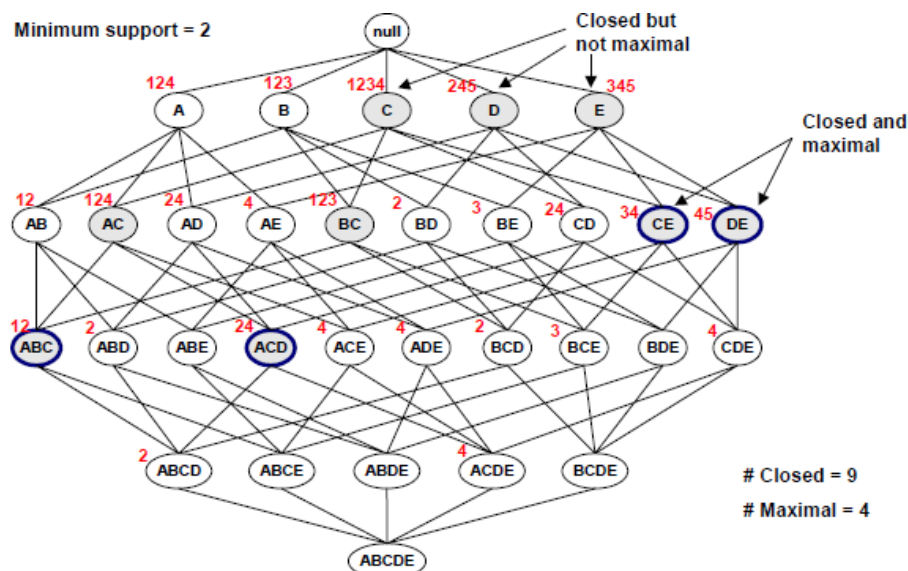 Minimum support = 2
null
Closed but
not maximal
124
123
1234
245
345
A
B
C
D
E
Closed and
maximal
12
124
24
4
123
2
3
24
34
45
AB
AC
AD
AE
BC
BD
BE
CD
CE
DE
12
2
24
4
4
2
3
4
ABC
ABD
ABE
ACD
ACE
ADE
BCD
BCE
BDE
CDE
2
4
ABCD
ABCE
ABDE
ACDE
BCDE
# Closed = 9
# Maximal = 4
ABCDE